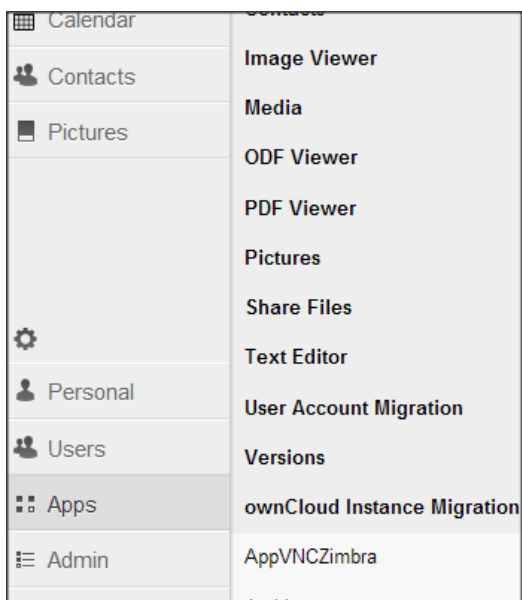 Calendar
Contacts
Pictures
Personal
Users
Apps
Admin
Contacts
Image Viewer
Media
ODF Viewer
PDF Viewer
Pictures
Share Files
Text Editor
User Account Migration
Versions
ownCloud Instance Migration
AppVNCZimbra